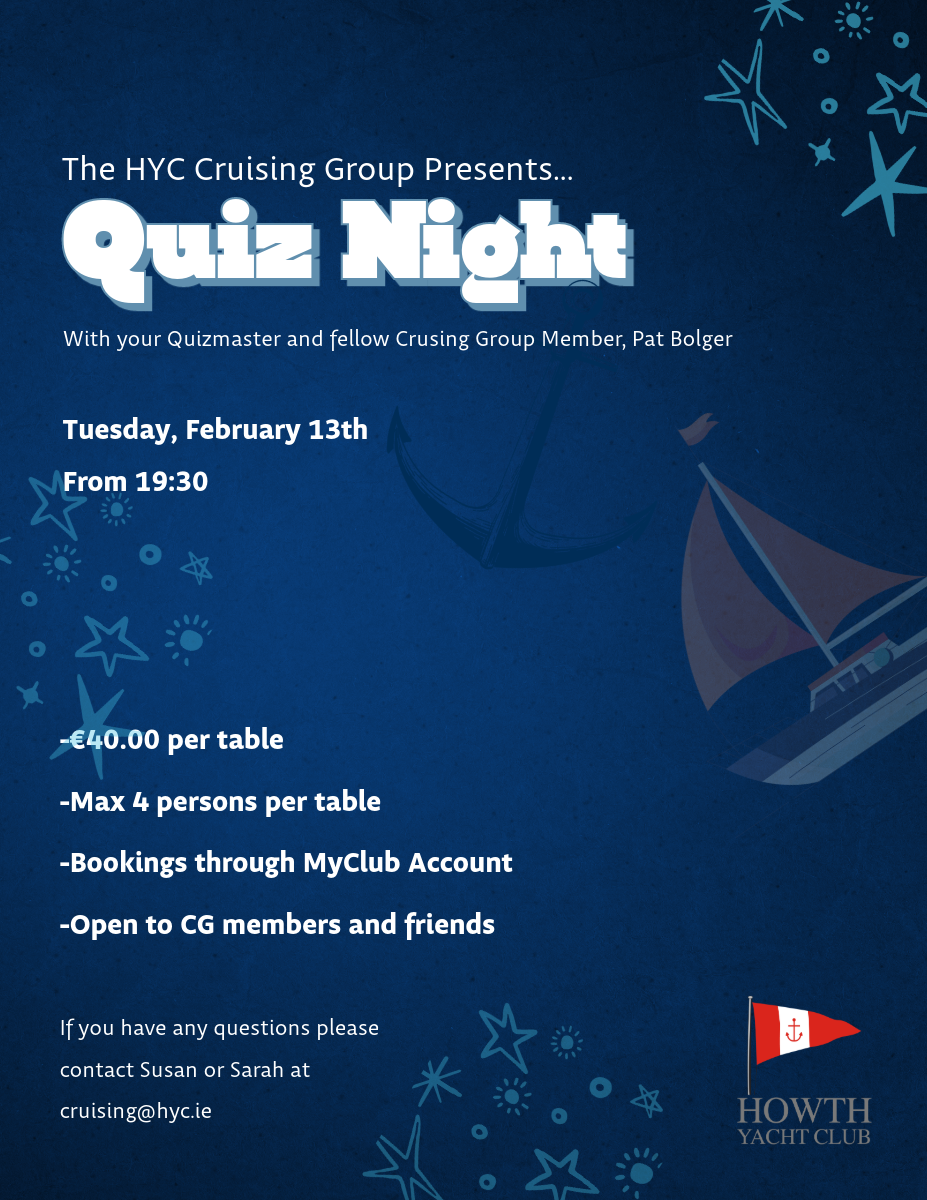 The HYC Cruising Group Presents...
Quiz Night
With your Quizmaster and fellow Crusing Group Member, Pat Bolger
Tuesday, February 13th
From 19:30
-€40.00 per table
-Max 4 persons per table
-Bookings through MyClub Account
-Open to CG members and friends
If you have any questions please
contact Susan or Sarah at
cruising@hyc.ie
HOWTH
YACHT CLUB